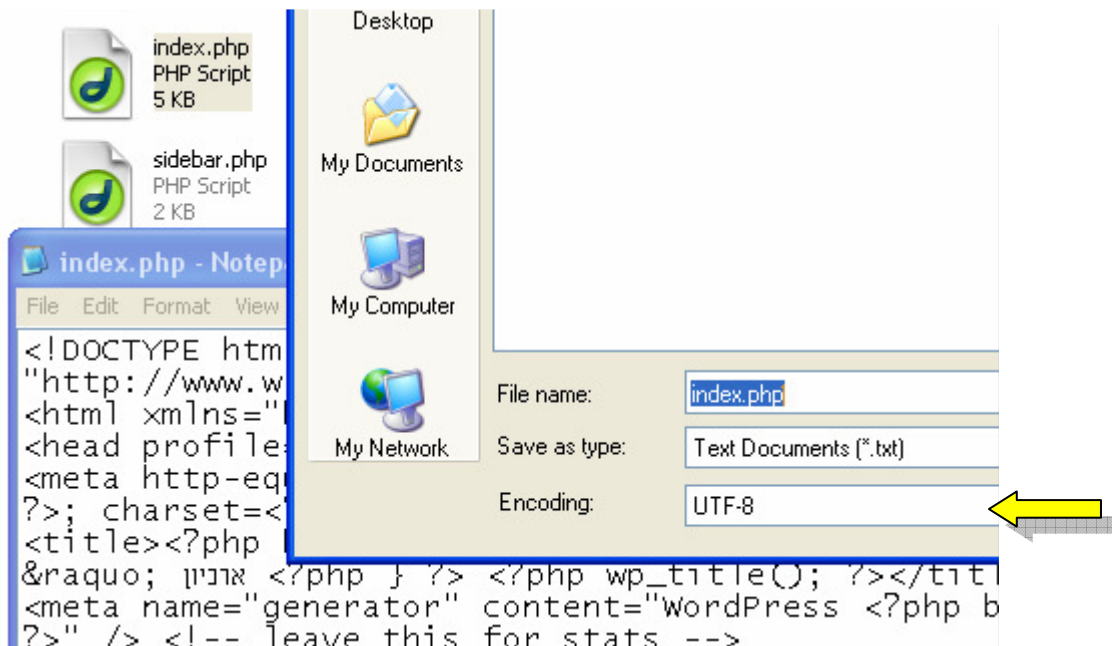 index.php
PHP Script
5 KB
sidebar.php
PHP Script
2 KB
Desktop
My Documents
My Computer
My Network
File name: index.php
Save as type: Text Documents (*.txt)
Encoding: UTF-8
index.php - Notep
File Edit Format View
<!DOCTYPE htm
"http://www.w
<html xmlns="
<head profile=
<meta http-equ
?>; charset=<
<title><?php
&raquo; ארכיון <?php } ?> <?php wp_title(); ?></titl
<meta name="generator" content="WordPress <?php b
?>" /> <!-- leave this for stats -->